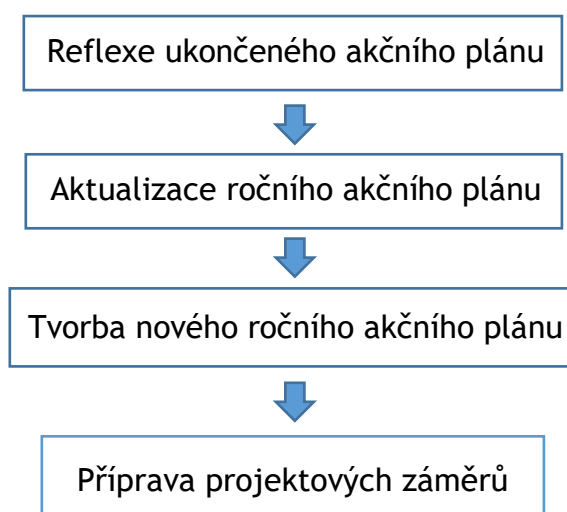 Reflexe ukončeného akčního plánu
Aktualizace ročního akčního plánu
Tvorba nového ročního akčního plánu
Příprava projektových záměrů